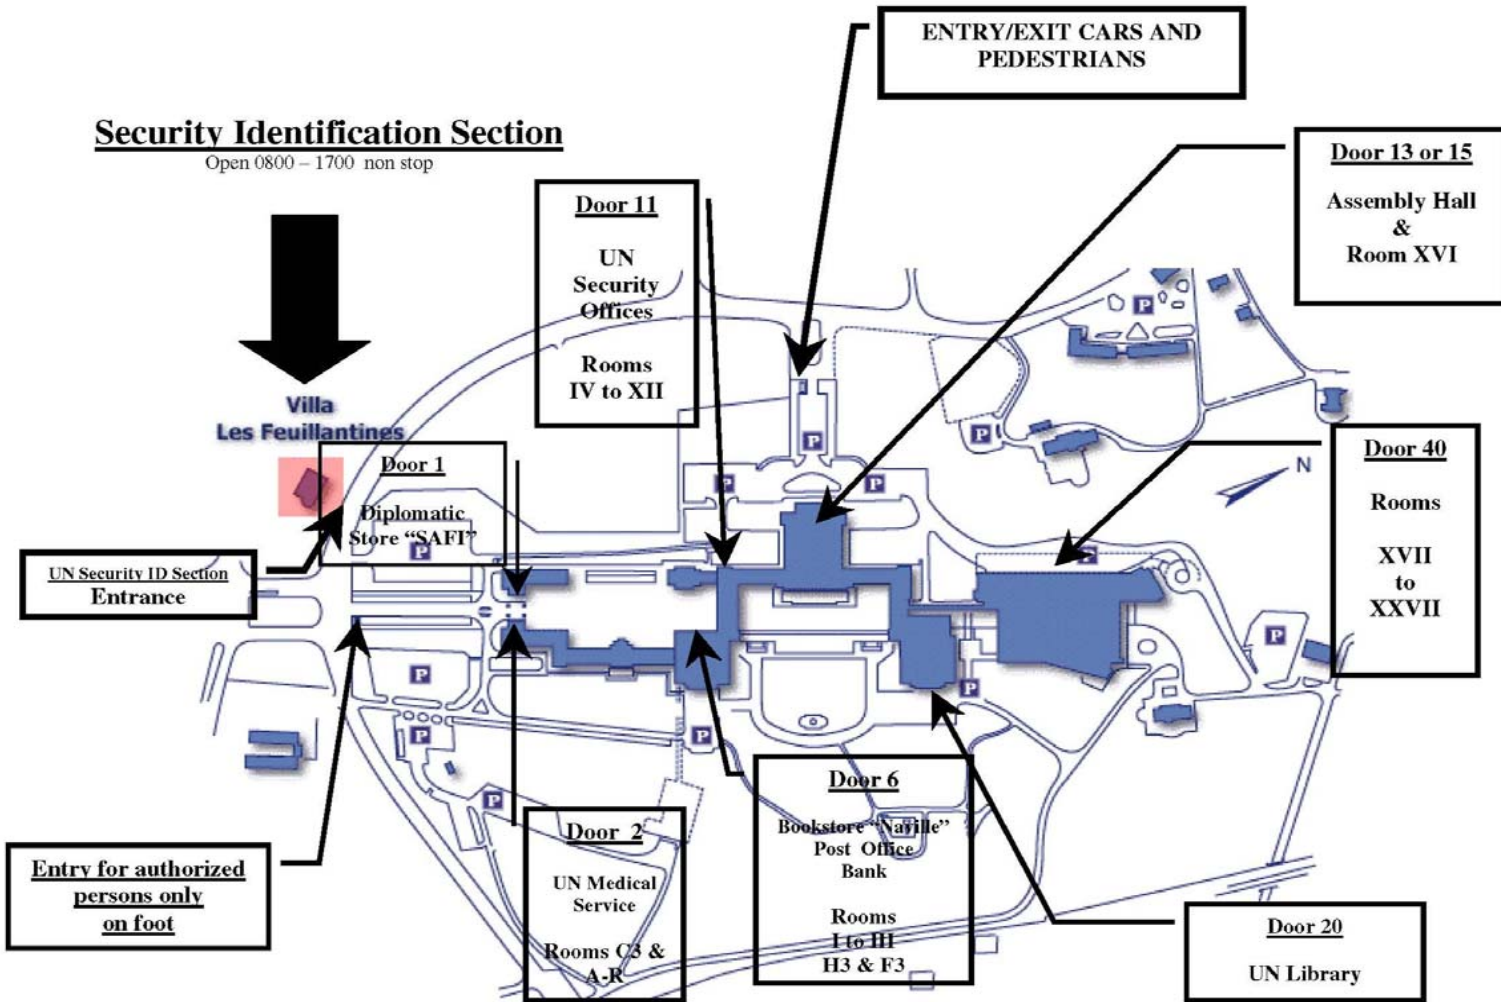 ENTRY/EXIT CARS AND
PEDESTRIANS
Security Identification Section
Open 0800 – 1700 non stop
Door 13 or 15
Assembly Hall
&
Room XVI
Door 11
UN
Security
Offices
Rooms
IV to XII
Villa
Les Feuillantines
Door 1
Diplomatic
Store “SAFI”
Door 40
Rooms
XVII
to
XXVII
N
UN Security ID Section
Entrance
P
P
P
P
P
P
P
P
P
P
P
P
P
Door 6
Bookstore “Naville”
Post Office
Bank
Rooms
I to III
H3 & F3
Door 2
UN Medical
Service
Rooms C3 &
A-R
Entry for authorized
persons only
on foot
Door 20
UN Library